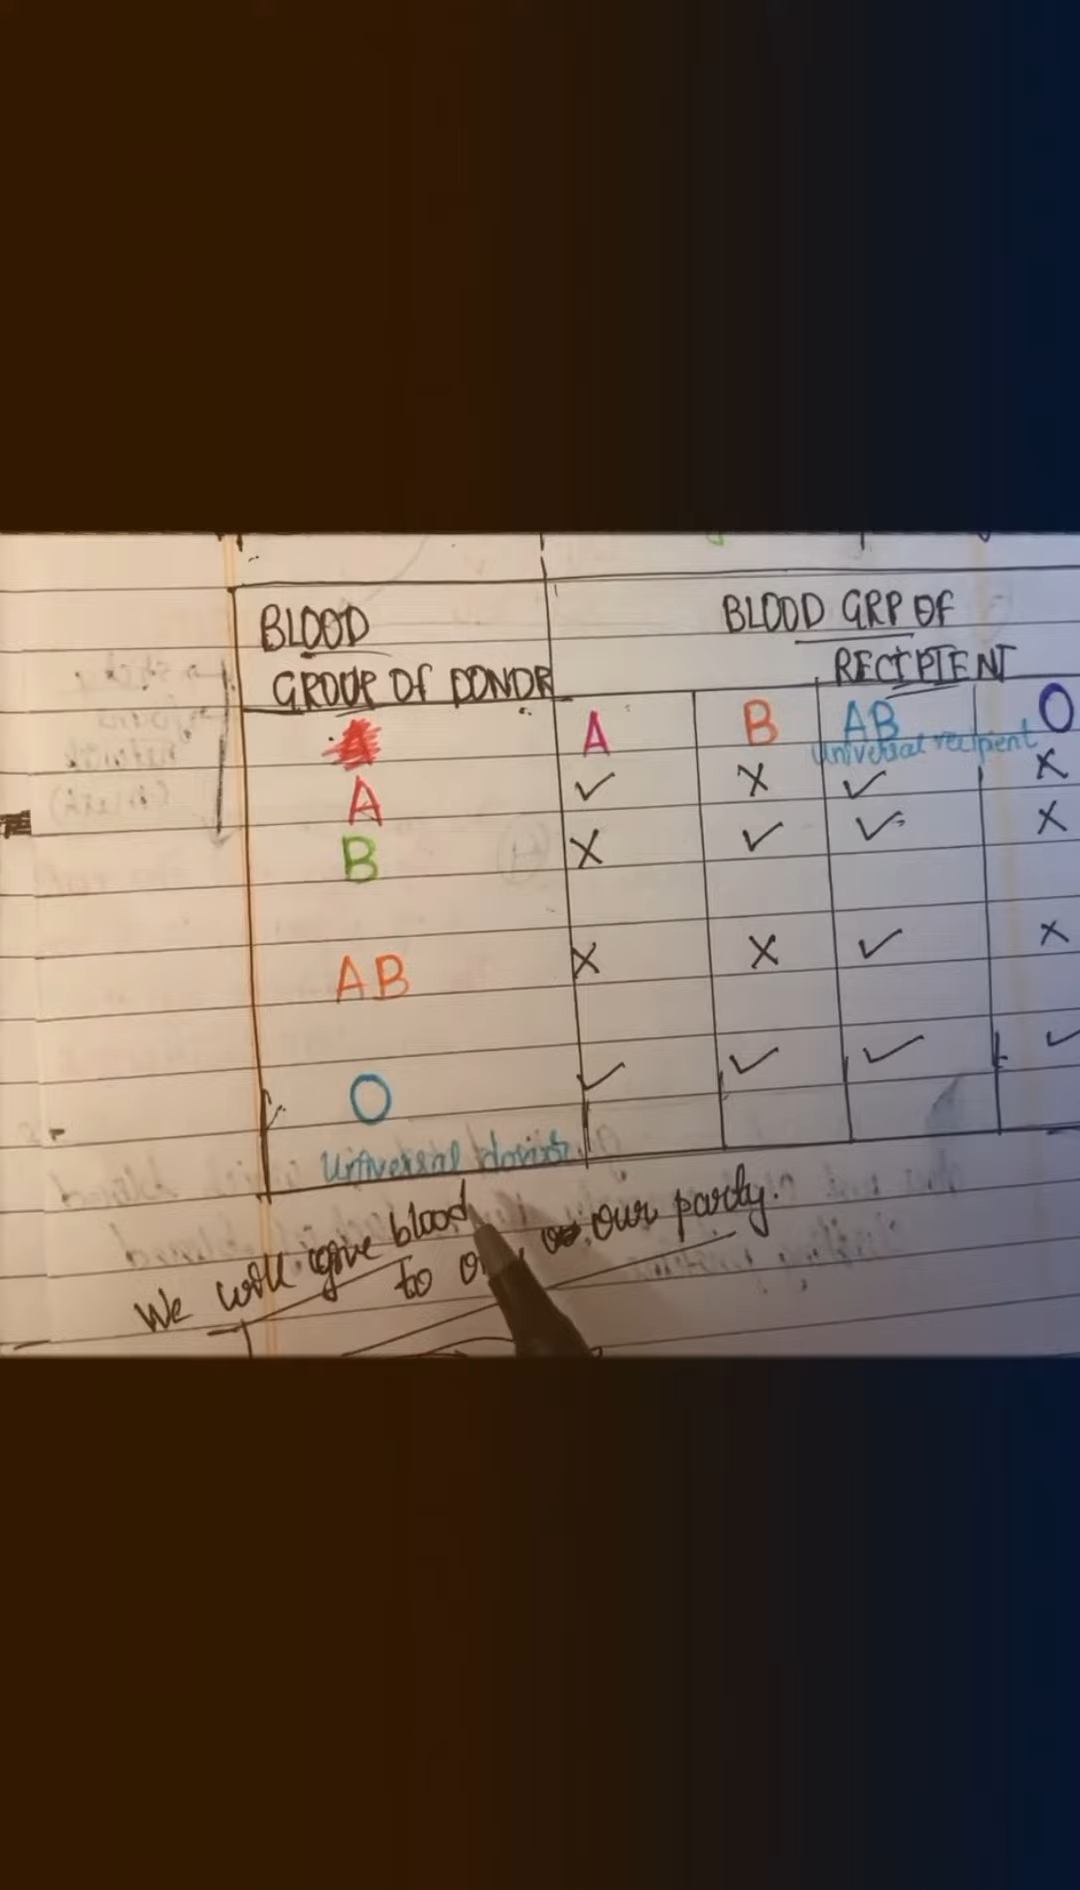 BLOOD
GROUP OF DONOR
BLOOD GRP OF
RECIPIENT
A B AB O
Universal recipient
A ✓ X ✓ X
B X ✓ ✓ X
AB X X ✓ X
O ✓ ✓ ✓ ✓
Universal donor
We will give blood
to our party.